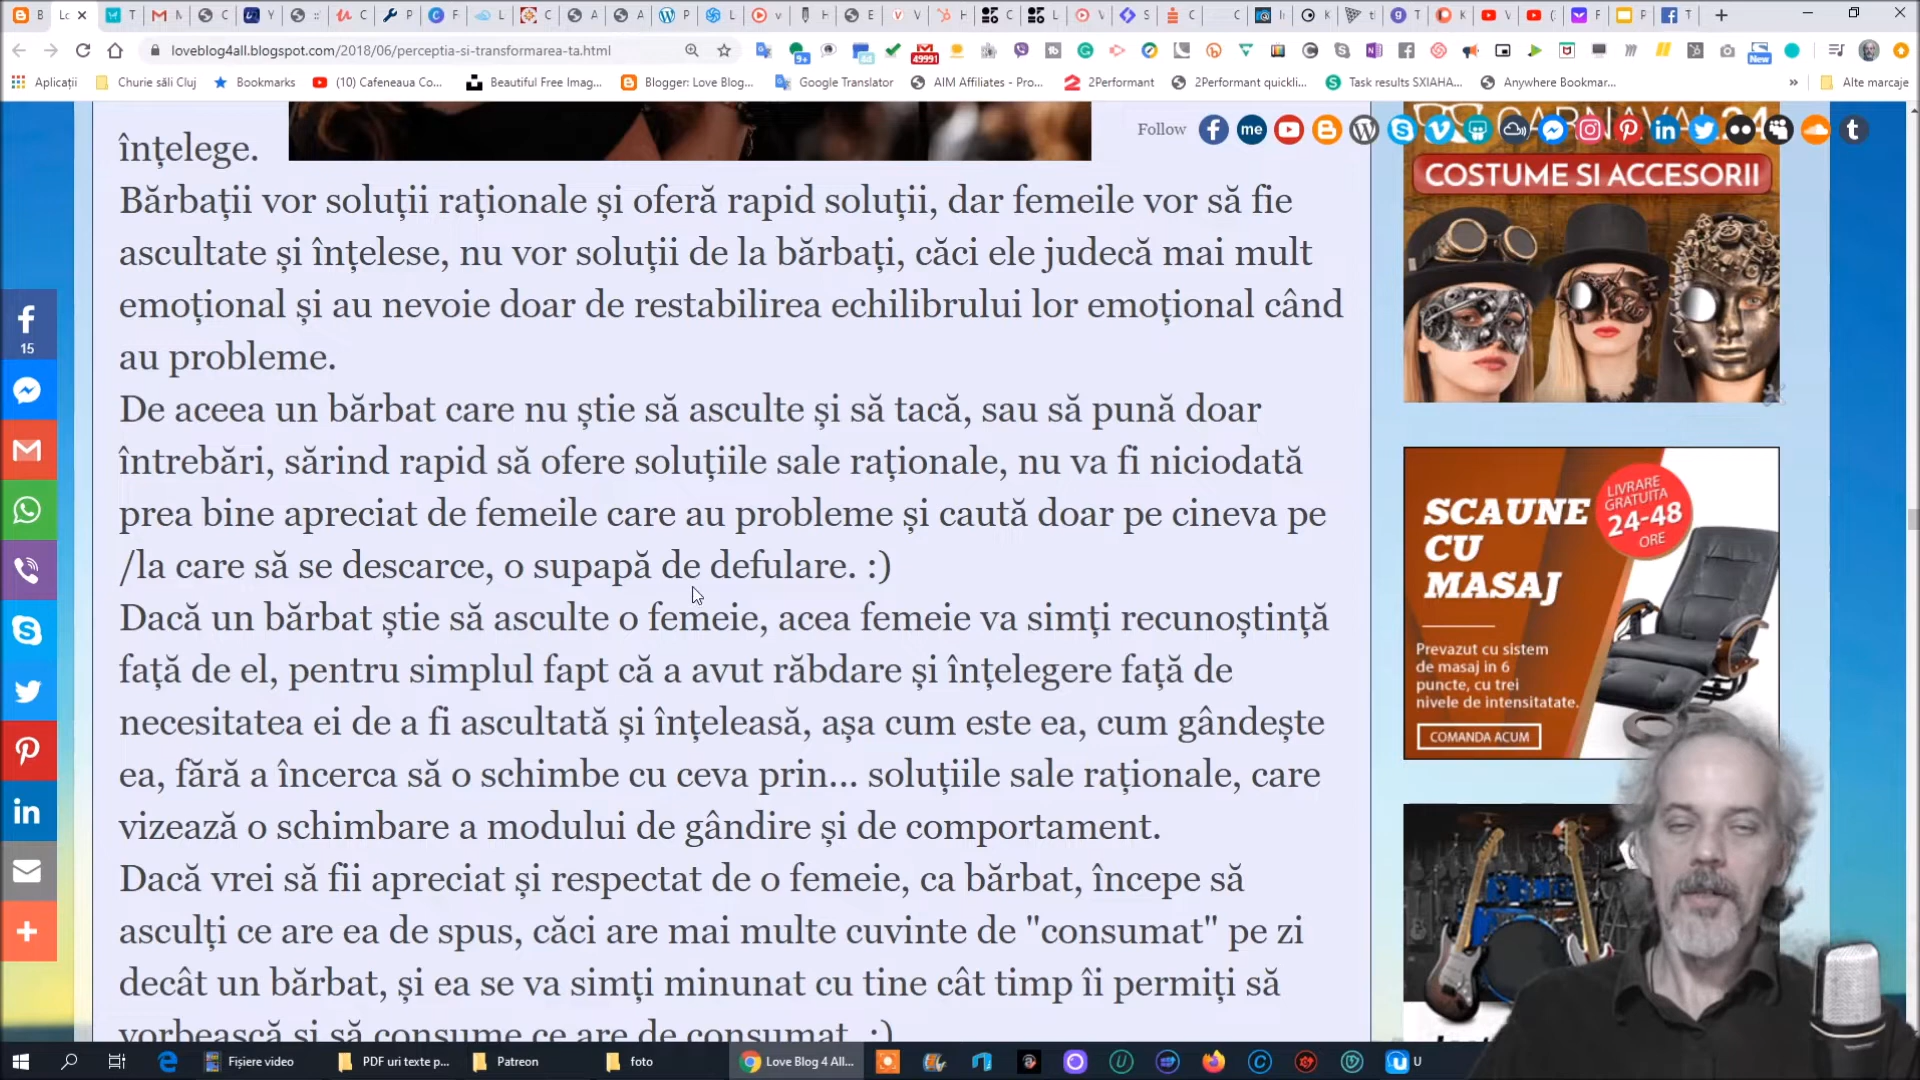 loveblog4all.blogspot.com/2018/06/perceptia-si-transformarea-ta.html
49991
9+
New
Aplicații
Churie săli Cluj
Bookmarks
(10) Cafeneaua Co...
Beautiful Free Imag...
Blogger: Love Blog...
Google Translator
AIM Affiliates - Pro...
2Performant
2Performant quickli...
Task results SXIAHA...
Anywhere Bookmar...
»
Alte marcaje
Follow
înțelege.
Bărbații vor soluții raționale și oferă rapid soluții, dar femeile vor să fie
ascultate și înțelese, nu vor soluții de la bărbați, căci ele judecă mai mult
emoțional și au nevoie doar de restabilirea echilibrului lor emoțional când
au probleme.
De aceea un bărbat care nu știe să asculte și să tacă, sau să pună doar
întrebări, sărind rapid să ofere soluțiile sale raționale, nu va fi niciodată
prea bine apreciat de femeile care au probleme și caută doar pe cineva pe
/la care să se descarce, o supapă de defulare. :)
Dacă un bărbat știe să asculte o femeie, acea femeie va simți recunoștință
față de el, pentru simplul fapt că a avut răbdare și înțelegere față de
necesitatea ei de a fi ascultată și înțeleasă, așa cum este ea, cum gândește
ea, fără a încerca să o schimbe cu ceva prin... soluțiile sale raționale, care
vizează o schimbare a modului de gândire și de comportament.
Dacă vrei să fii apreciat și respectat de o femeie, ca bărbat, începe să
asculți ce are ea de spus, căci are mai multe cuvinte de "consumat" pe zi
decât un bărbat, și ea se va simți minunat cu tine cât timp îi permiți să
vorbească și să consume ce are de consumat. :)
15
CARNAVAL24
COSTUME SI ACCESORII
SCAUNE
CU
MASAJ
LIVRARE
GRATUITA
24-48
ORE
Prevazut cu sistem
de masaj in 6
puncte, cu trei
nivele de intensitatate.
COMANDA ACUM
Fișiere video
PDF uri texte p...
Patreon
foto
Love Blog 4 All...
U